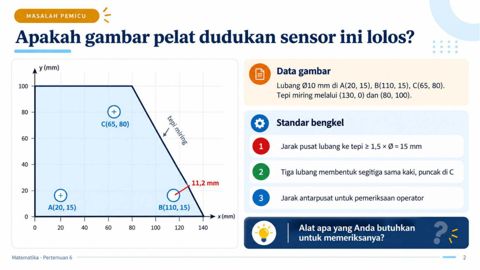 MASALAH PEMICU
Apakah gambar pelat dudukan sensor ini lolos?
y (mm)
100
80
60
40
20
0
0
20
40
60
80
100
120
140
x (mm)
C(65, 80)
tepi miring
11,2 mm
A(20, 15)
B(110, 15)
Data gambar
Lubang Ø10 mm di A(20, 15), B(110, 15), C(65, 80).
Tepi miring melalui (130, 0) dan (80, 100).
Standar bengkel
1 Jarak pusat lubang ke tepi ≥ 1,5 × Ø = 15 mm
2 Tiga lubang membentuk segitiga sama kaki, puncak di C
3 Jarak antarpusat untuk pemeriksaan operator
Alat apa yang Anda butuhkan
untuk memeriksanya?
?
Matematika · Pertemuan 6
2